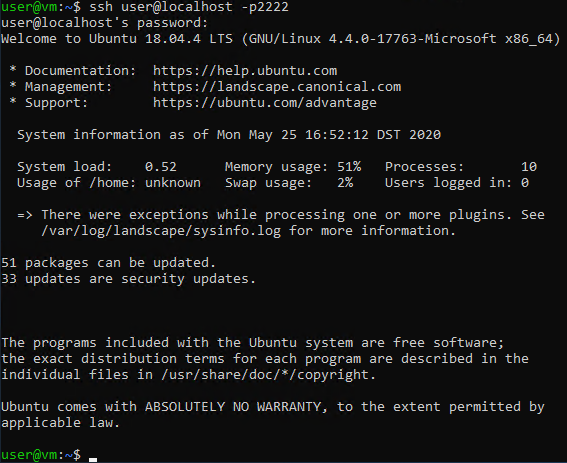 user@vm:~$ ssh user@localhost -p2222
user@localhost's password:
Welcome to Ubuntu 18.04.4 LTS (GNU/Linux 4.4.0-17763-Microsoft x86_64)

 * Documentation:  https://help.ubuntu.com
 * Management:     https://landscape.canonical.com
 * Support:        https://ubuntu.com/advantage

  System information as of Mon May 25 16:52:12 DST 2020

  System load:    0.52      Memory usage: 51%   Processes:       10
  Usage of /home: unknown   Swap usage:   2%    Users logged in: 0

  => There were exceptions while processing one or more plugins. See
     /var/log/landscape/sysinfo.log for more information.

51 packages can be updated.
33 updates are security updates.

The programs included with the Ubuntu system are free software;
the exact distribution terms for each program are described in the
individual files in /usr/share/doc/*/copyright.

Ubuntu comes with ABSOLUTELY NO WARRANTY, to the extent permitted by
applicable law.

user@vm:~$